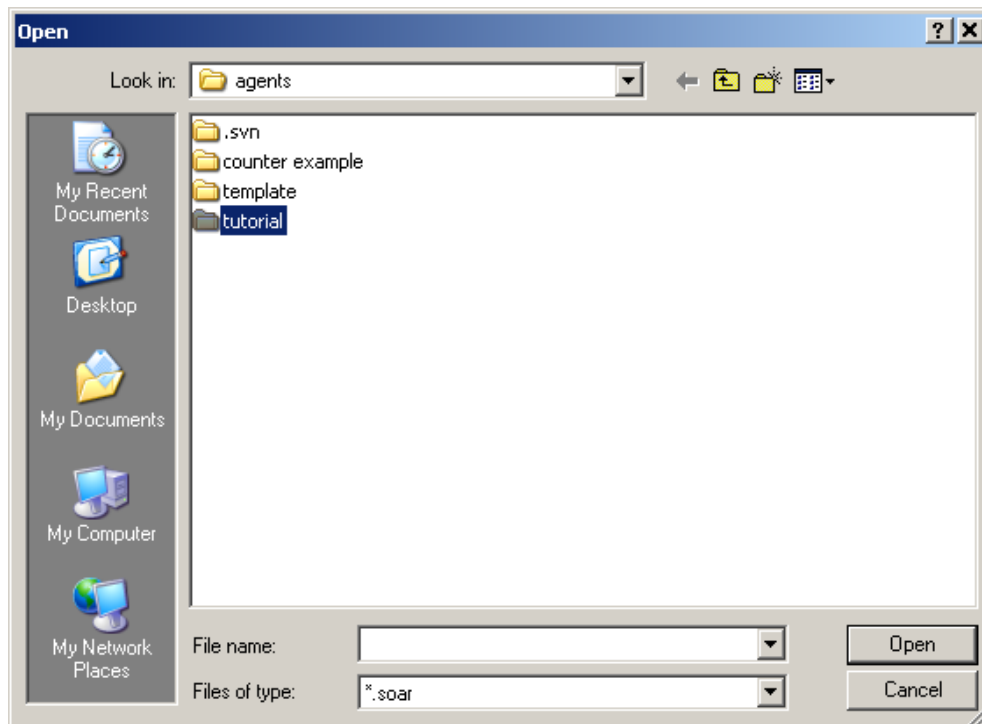 Open
Look in:
agents
My Recent
Documents
Desktop
My Documents
My Computer
My Network
Places
.svn
counter example
template
tutorial
File name:
Open
Files of type:
*.soar
Cancel